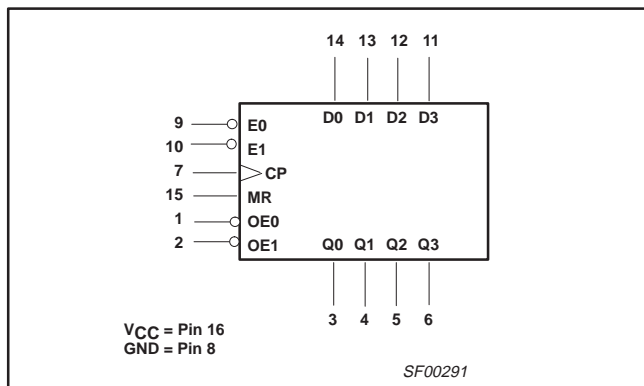 14 13 12 11
D0 D1 D2 D3
9 E0
10 E1
7 CP
15 MR
1 OE0
2 OE1
Q0 Q1 Q2 Q3
3 4 5 6
VCC = Pin 16
GND = Pin 8
SF00291